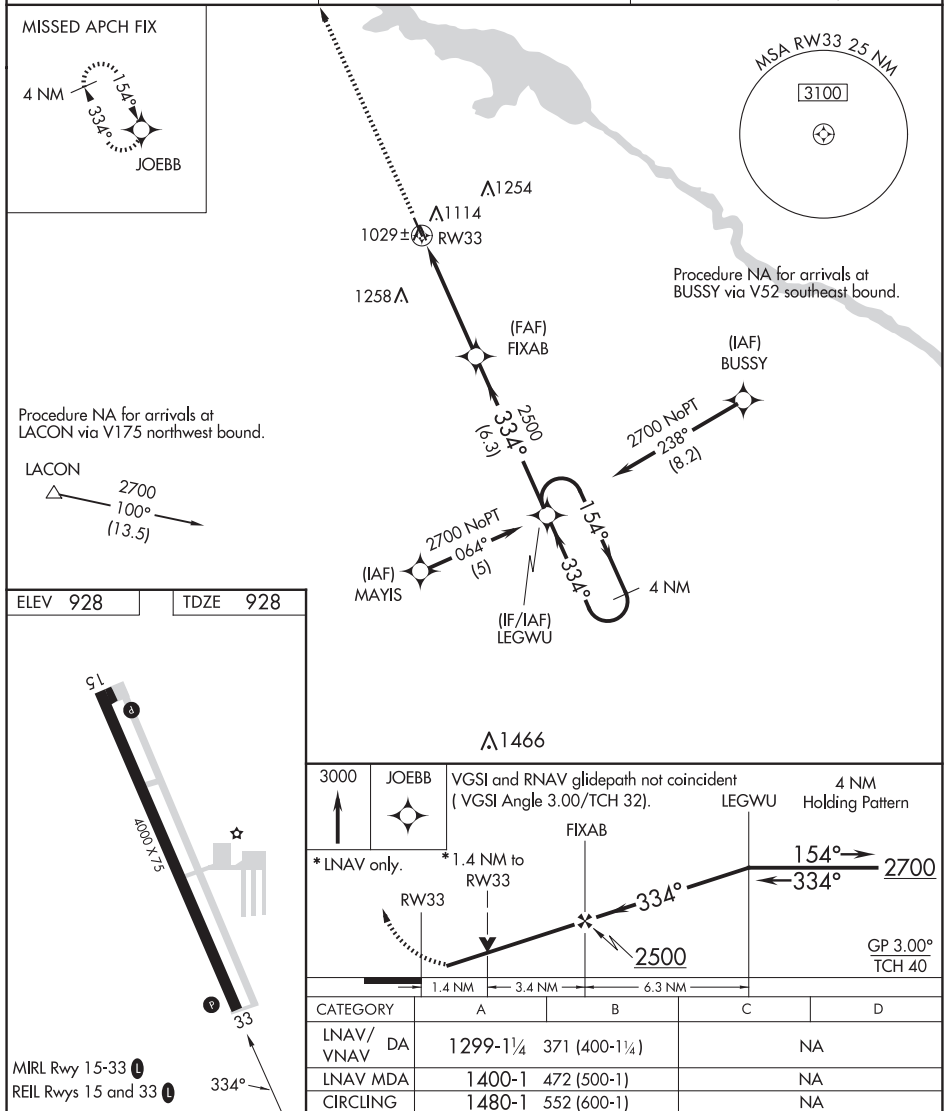 MISSED APCH FIX
4 NM
154°
334°
JOEBB
MSA RW33 25 NM
3100
1254
1114
1029± RW33
1258
Procedure NA for arrivals at
BUSSY via V52 southeast bound.
(FAF)
FIXAB
(IAF)
BUSSY
2500
334°
(6.3)
2700 NoPT
238°
(8.2)
Procedure NA for arrivals at
LACON via V175 northwest bound.
LACON
2700
100°
(13.5)
2700 NoPT
064°
(5)
(IAF)
MAYIS
154°
334°
4 NM
(IF/IAF)
LEGWU
1466
ELEV 928
TDZE 928
15
P
4000 X 75
P
33
334°
MIRL Rwy 15-33 L
REIL Rwys 15 and 33 L
3000
JOEBB
VGSI and RNAV glidepath not coincident
( VGSI Angle 3.00/TCH 32).
LEGWU
4 NM
Holding Pattern
FIXAB
* LNAV only.
* 1.4 NM to
RW33
RW33
154°
334°
2700
334°
2500
GP 3.00°
TCH 40
1.4 NM
3.4 NM
6.3 NM
CATEGORY A B C D
LNAV/
VNAV DA 1299-1¼ 371 (400-1¼) NA
LNAV MDA 1400-1 472 (500-1) NA
CIRCLING 1480-1 552 (600-1) NA